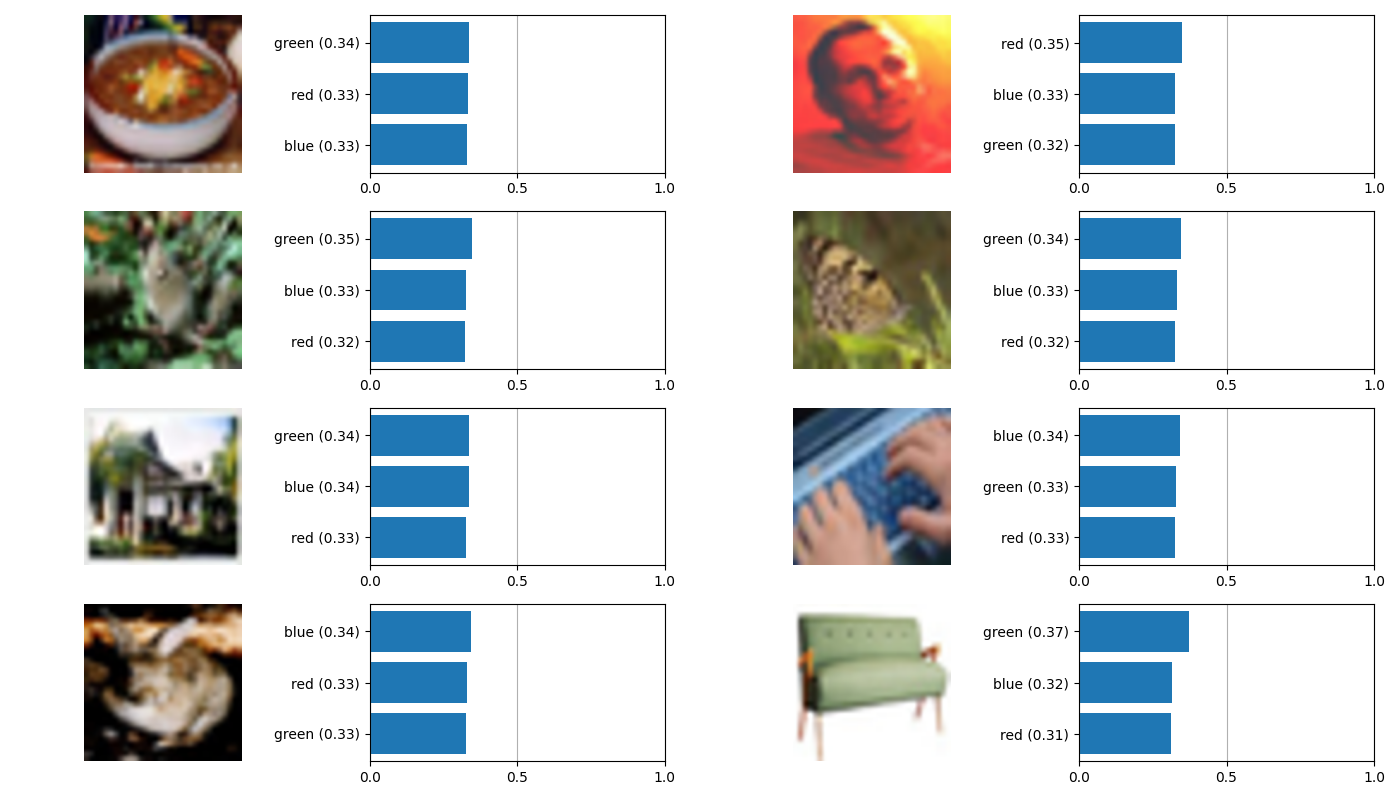 green (0.34)
red (0.33)
blue (0.33)
0.0 0.5 1.0
red (0.35)
blue (0.33)
green (0.32)
0.0 0.5 1.0
green (0.35)
blue (0.33)
red (0.32)
0.0 0.5 1.0
green (0.34)
blue (0.33)
red (0.32)
0.0 0.5 1.0
green (0.34)
blue (0.34)
red (0.33)
0.0 0.5 1.0
blue (0.34)
green (0.33)
red (0.33)
0.0 0.5 1.0
blue (0.34)
red (0.33)
green (0.33)
0.0 0.5 1.0
green (0.37)
blue (0.32)
red (0.31)
0.0 0.5 1.0